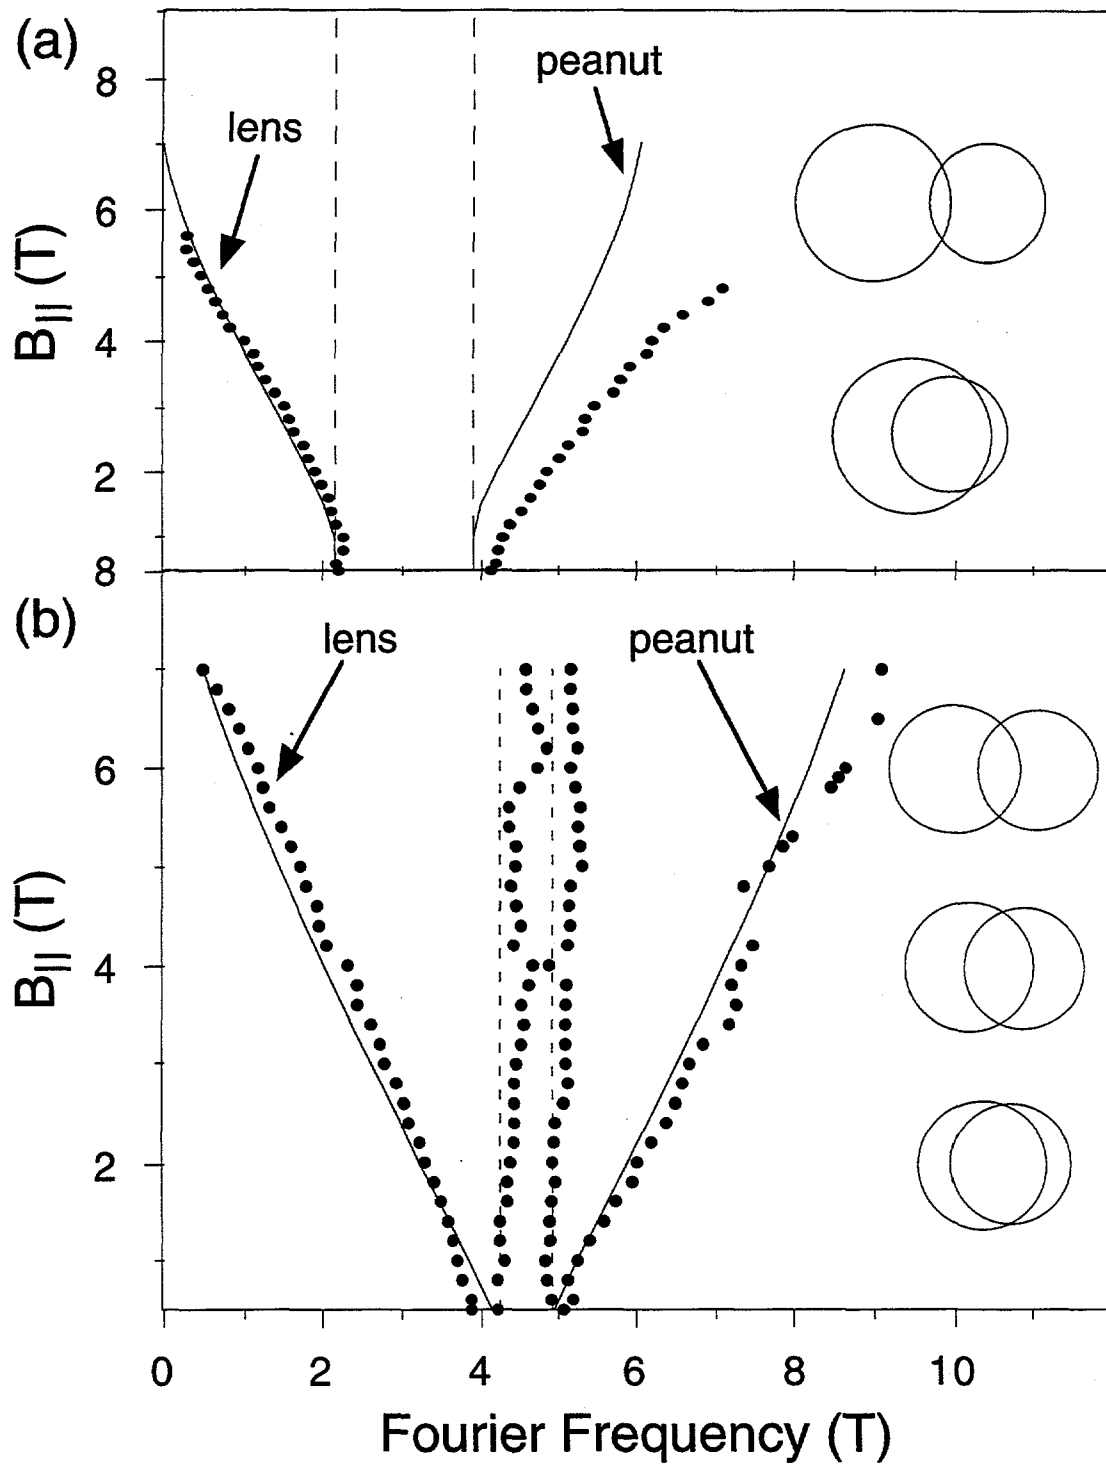 (a)
8
peanut
lens
6
B|| (T)
4
2
8
(b)
lens
peanut
6
B|| (T)
4
2
0 2 4 6 8 10
Fourier Frequency (T)